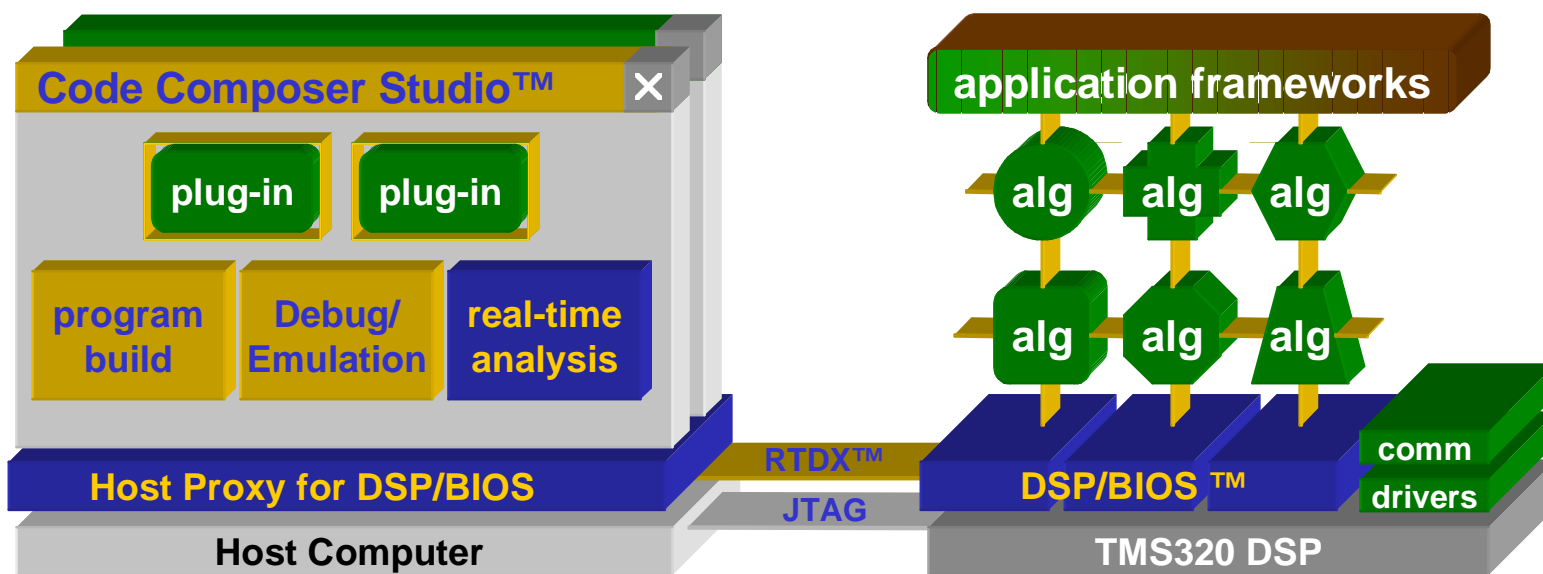 Code Composer Studio™
plug-in
plug-in
program
build
Debug/
Emulation
real-time
analysis
Host Proxy for DSP/BIOS
Host Computer
RTDX™
JTAG
application frameworks
alg
alg
alg
alg
alg
alg
DSP/BIOS ™
comm
drivers
TMS320 DSP